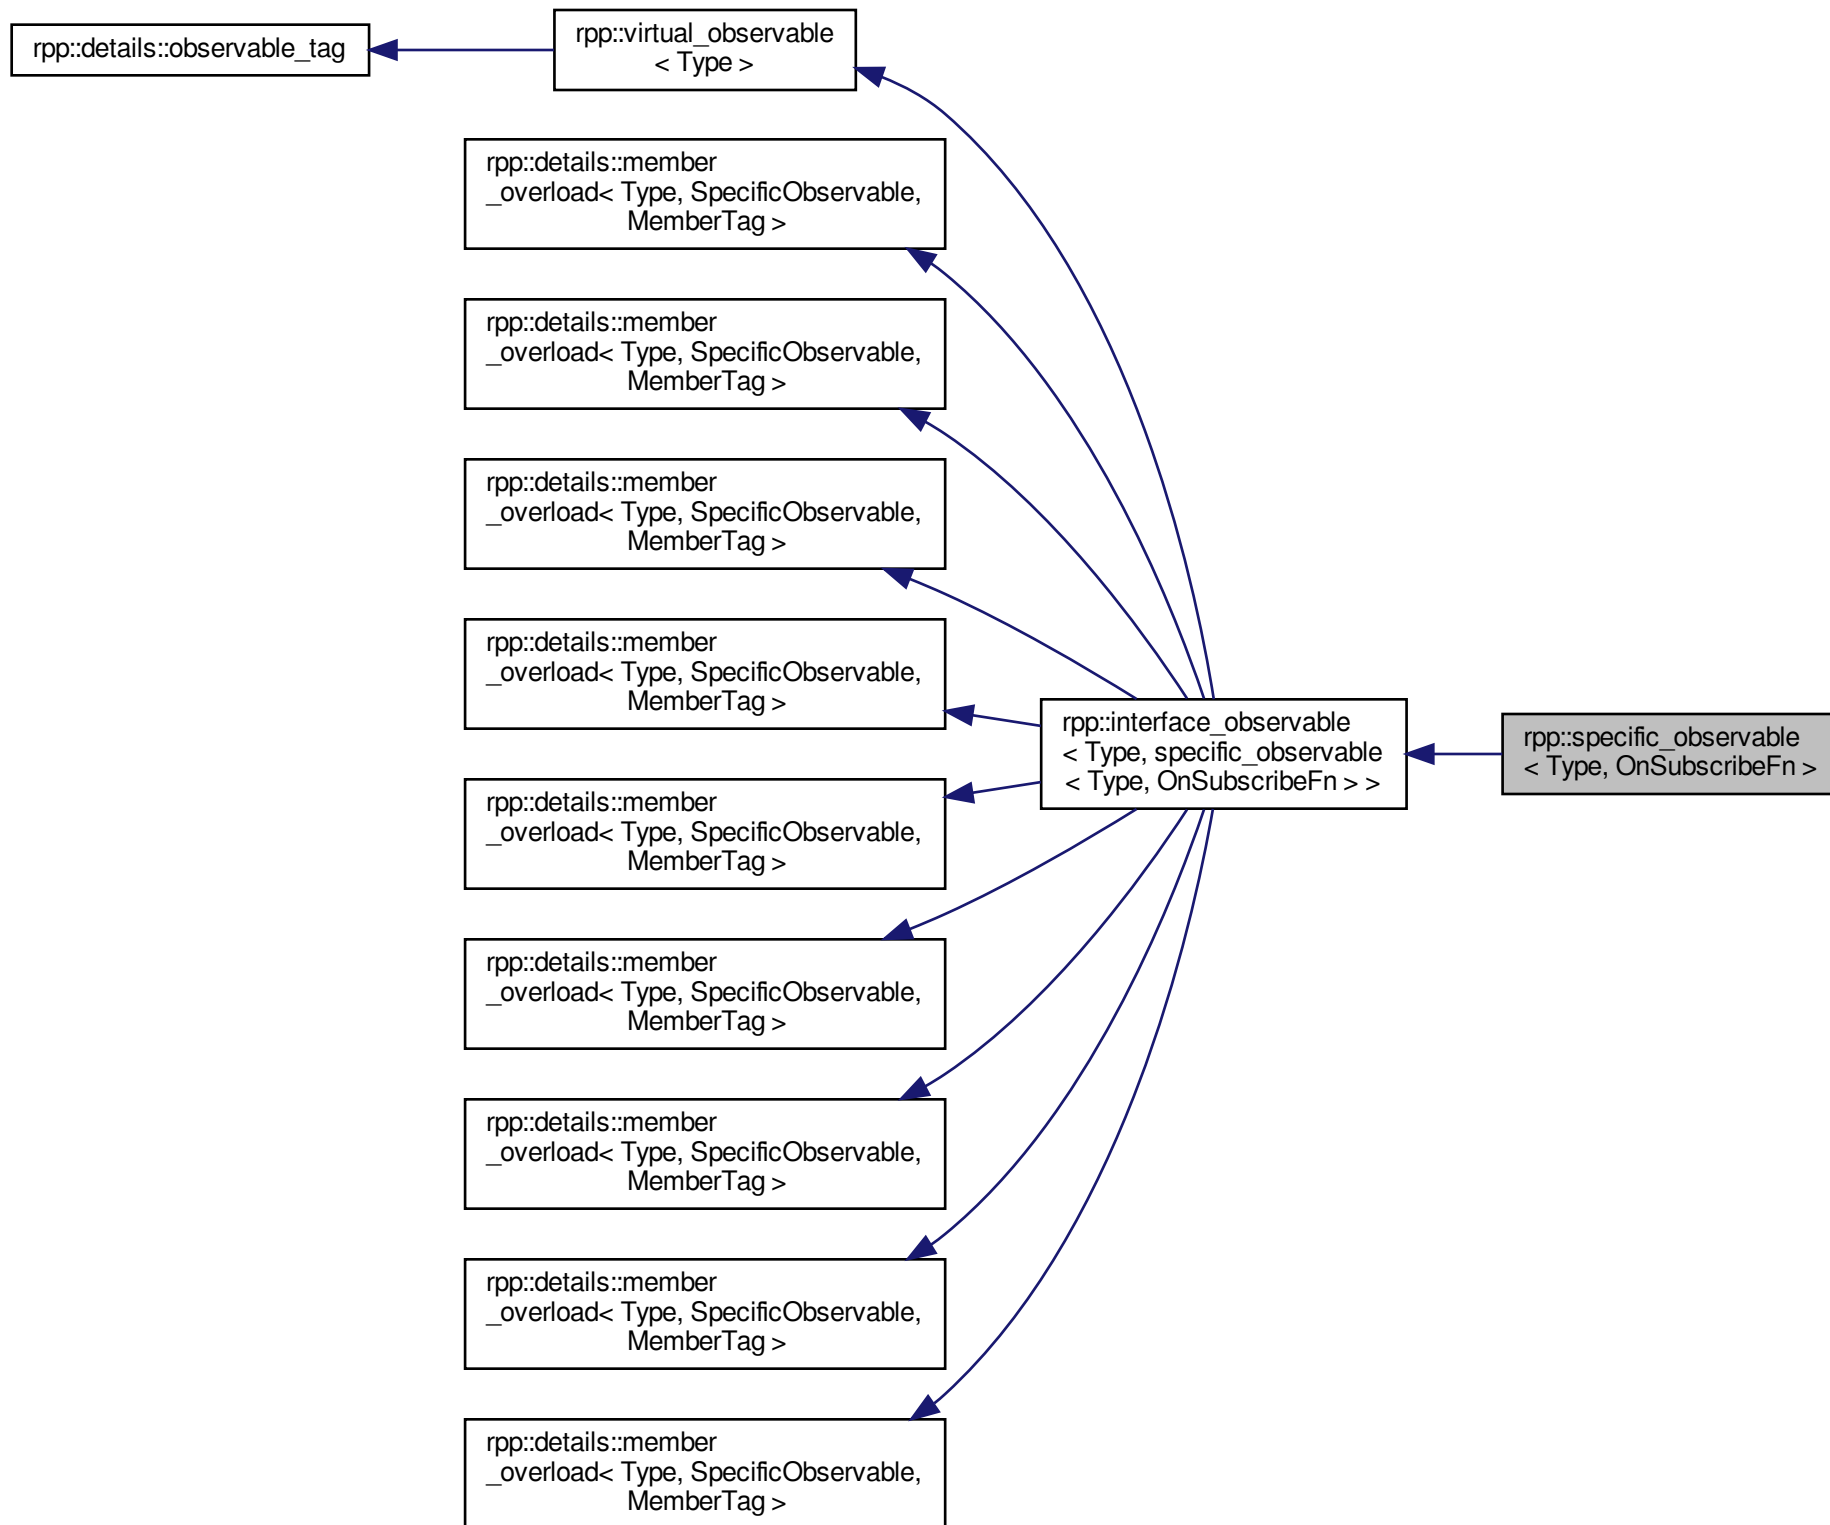 rpp::details::observable_tag
rpp::virtual_observable
< Type >
rpp::details::member
_overload< Type, SpecificObservable,
MemberTag >
rpp::details::member
_overload< Type, SpecificObservable,
MemberTag >
rpp::details::member
_overload< Type, SpecificObservable,
MemberTag >
rpp::details::member
_overload< Type, SpecificObservable,
MemberTag >
rpp::details::member
_overload< Type, SpecificObservable,
MemberTag >
rpp::details::member
_overload< Type, SpecificObservable,
MemberTag >
rpp::details::member
_overload< Type, SpecificObservable,
MemberTag >
rpp::details::member
_overload< Type, SpecificObservable,
MemberTag >
rpp::details::member
_overload< Type, SpecificObservable,
MemberTag >
rpp::interface_observable
< Type, specific_observable
< Type, OnSubscribeFn > >
rpp::specific_observable
< Type, OnSubscribeFn >